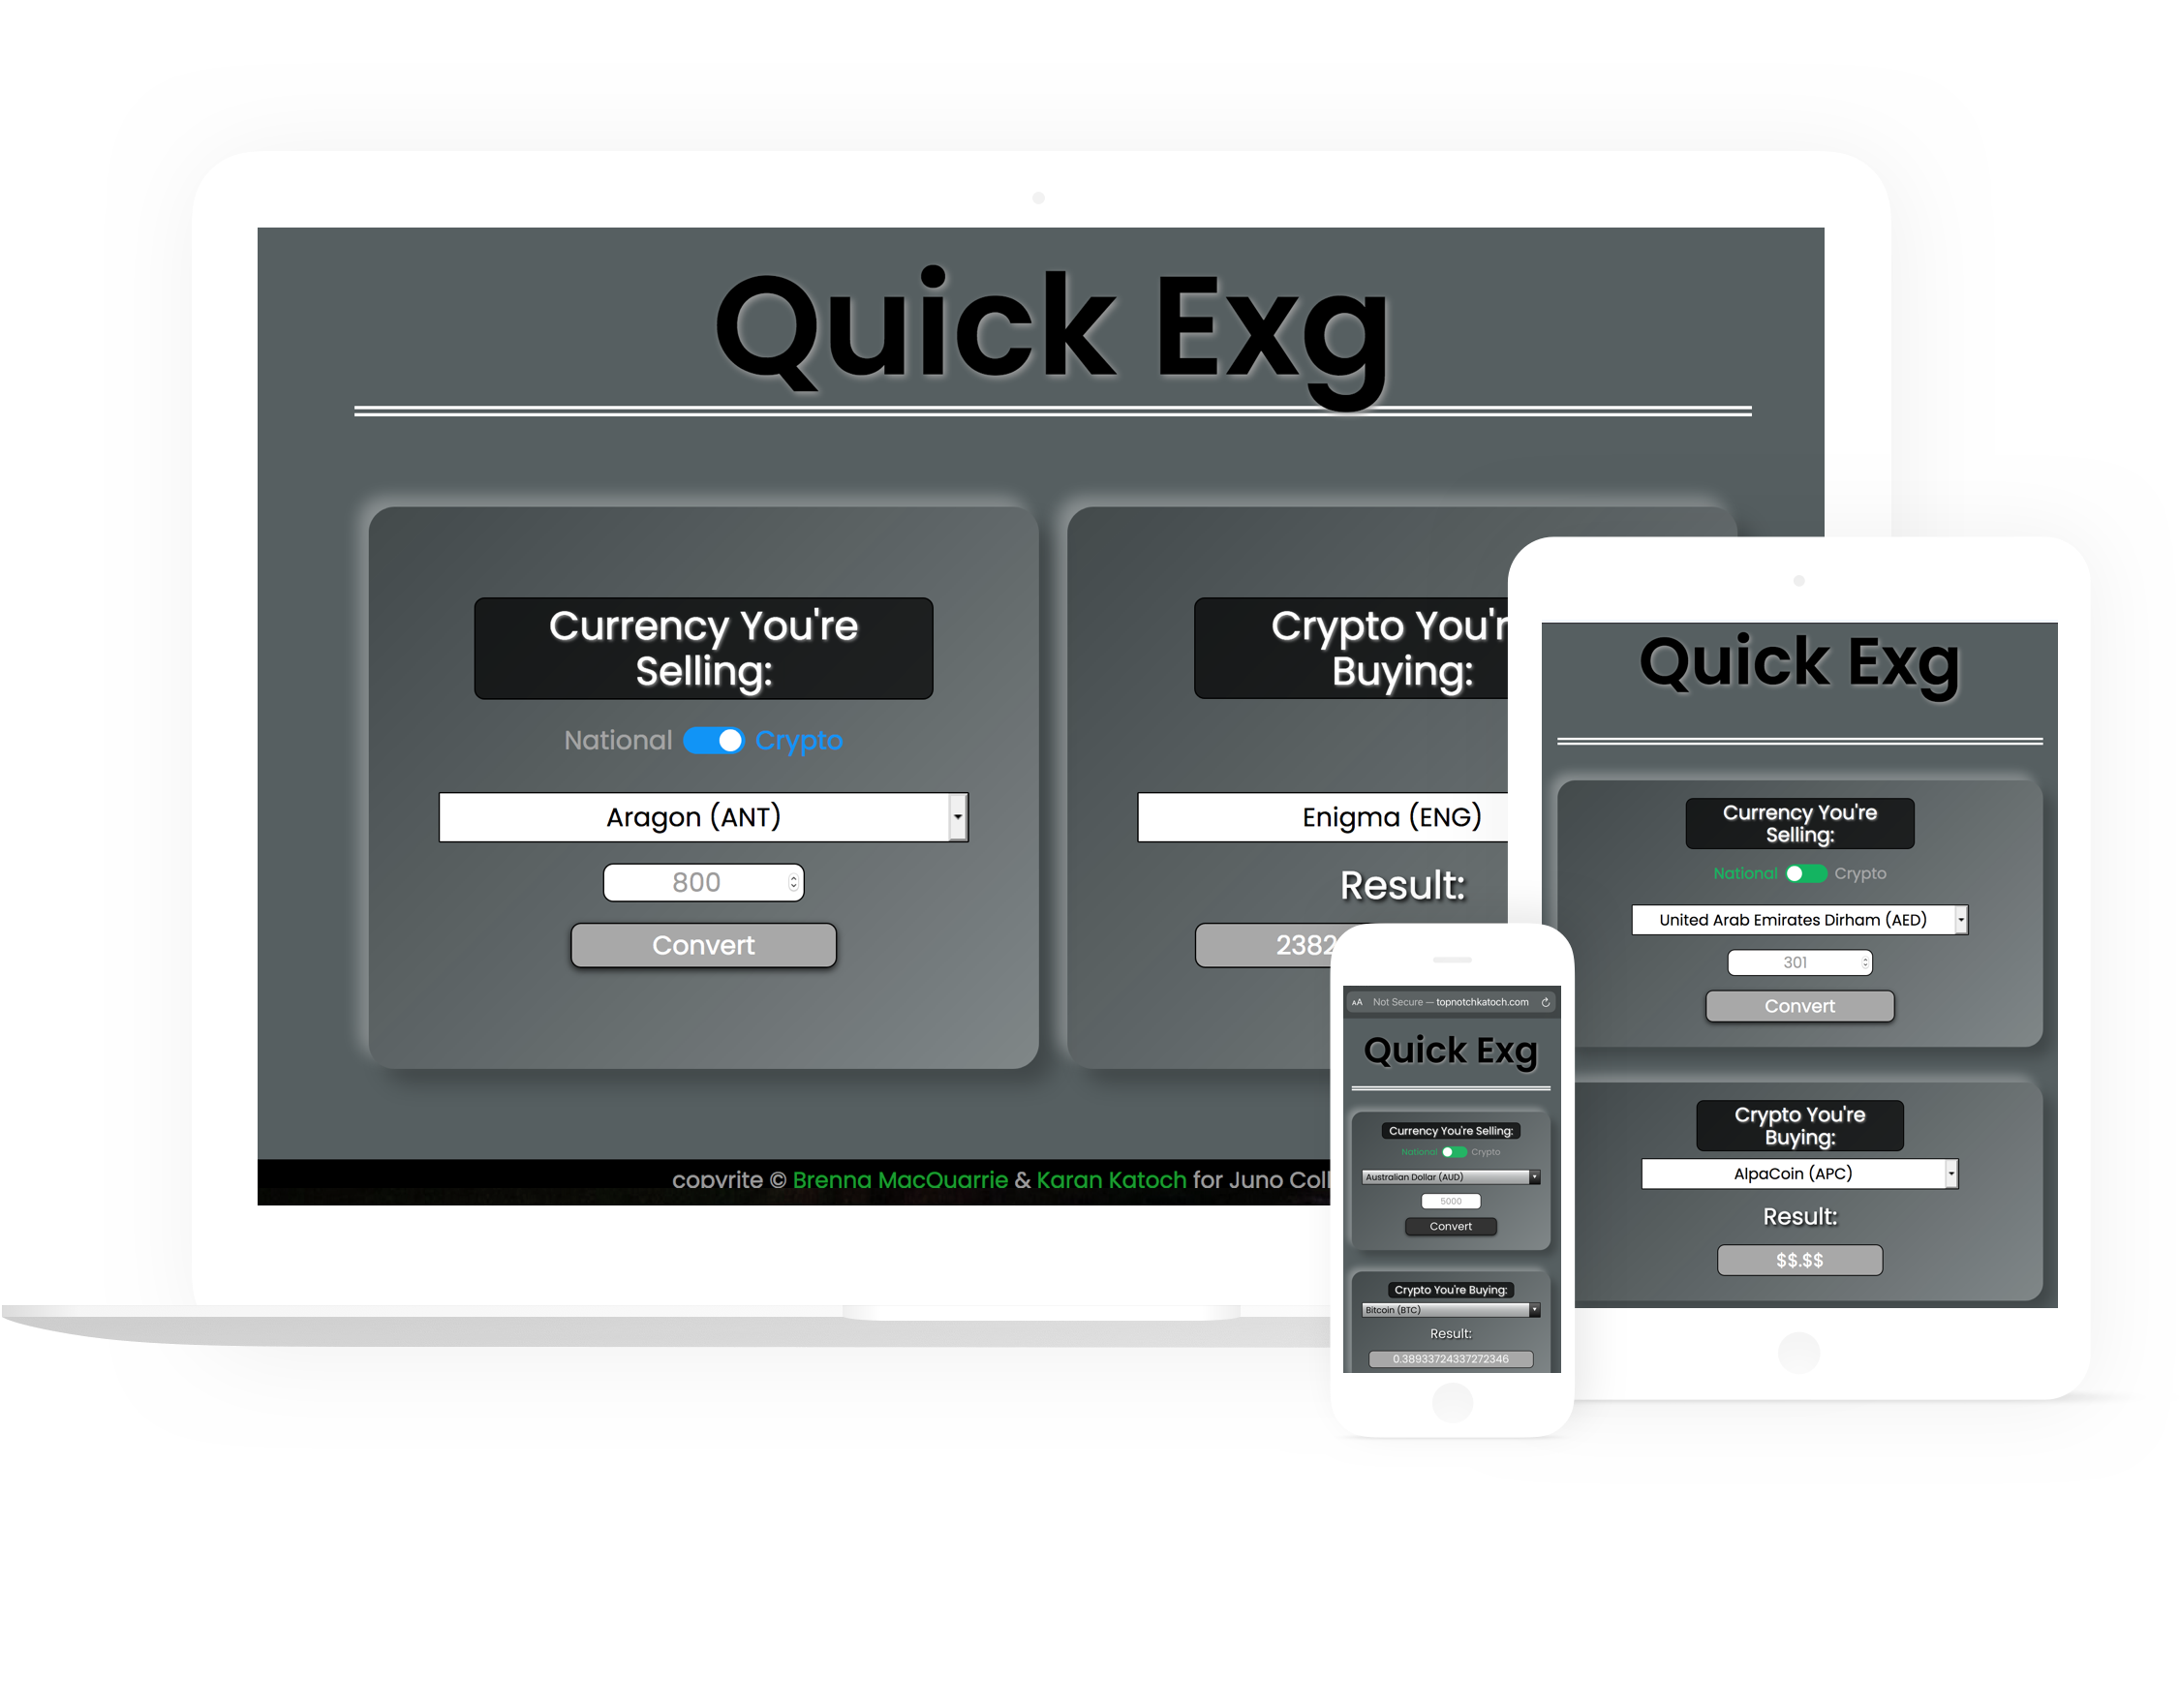 Quick Exg
Currency You're
Selling:
National Crypto
Aragon (ANT)
800
Convert
Crypto You'r
Buying:
Enigma (ENG)
Result:
2382
copyrite © Brenna MacQuarrie & Karan Katoch for Juno Coll
Quick Exg
Currency You're
Selling:
National Crypto
United Arab Emirates Dirham (AED)
301
Convert
Crypto You're
Buying:
AlpaCoin (APC)
Result:
$$.$$
AA Not Secure — topnotchkatoch.com
Quick Exg
Currency You're Selling:
National Crypto
Australian Dollar (AUD)
5000
Convert
Crypto You're Buying:
Bitcoin (BTC)
Result:
0.38933724337272346